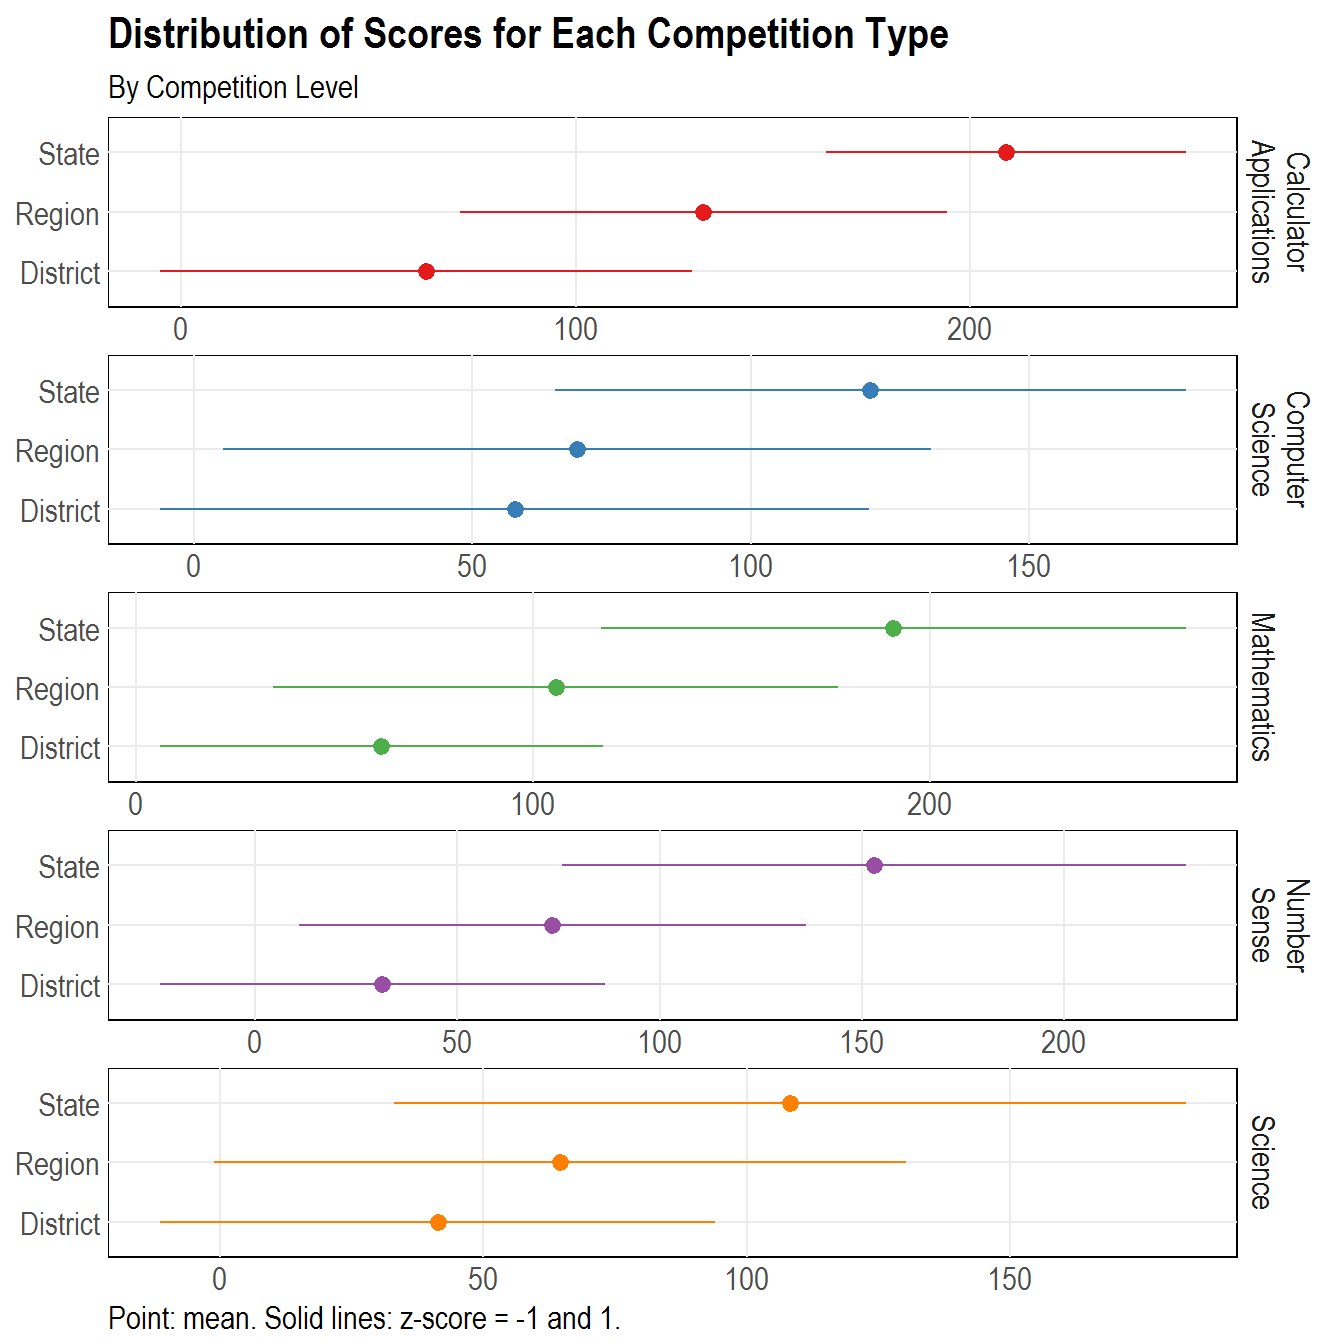 Distribution of Scores for Each Competition Type
By Competition Level
State
Region
District
Calculator
Applications
0 100 200
State
Region
District
Computer
Science
0 50 100 150
State
Region
District
Mathematics
0 100 200
State
Region
District
Number
Sense
0 50 100 150 200
State
Region
District
Science
0 50 100 150
Point: mean. Solid lines: z-score = -1 and 1.